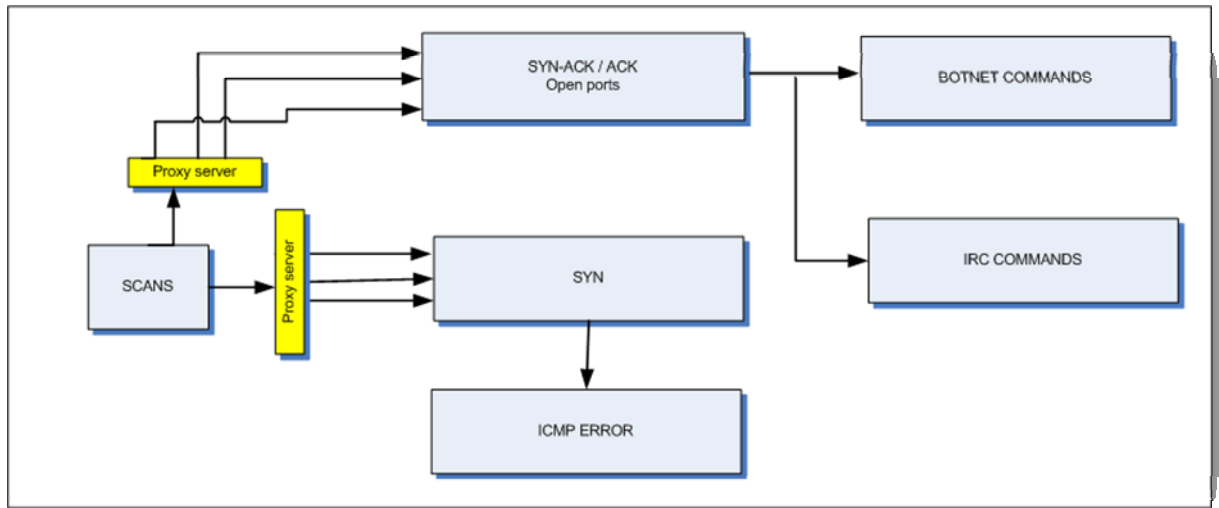 SYN-ACK / ACK
Open ports
BOTNET COMMANDS
Proxy server
SCANS
Proxy server
SYN
IRC COMMANDS
ICMP ERROR